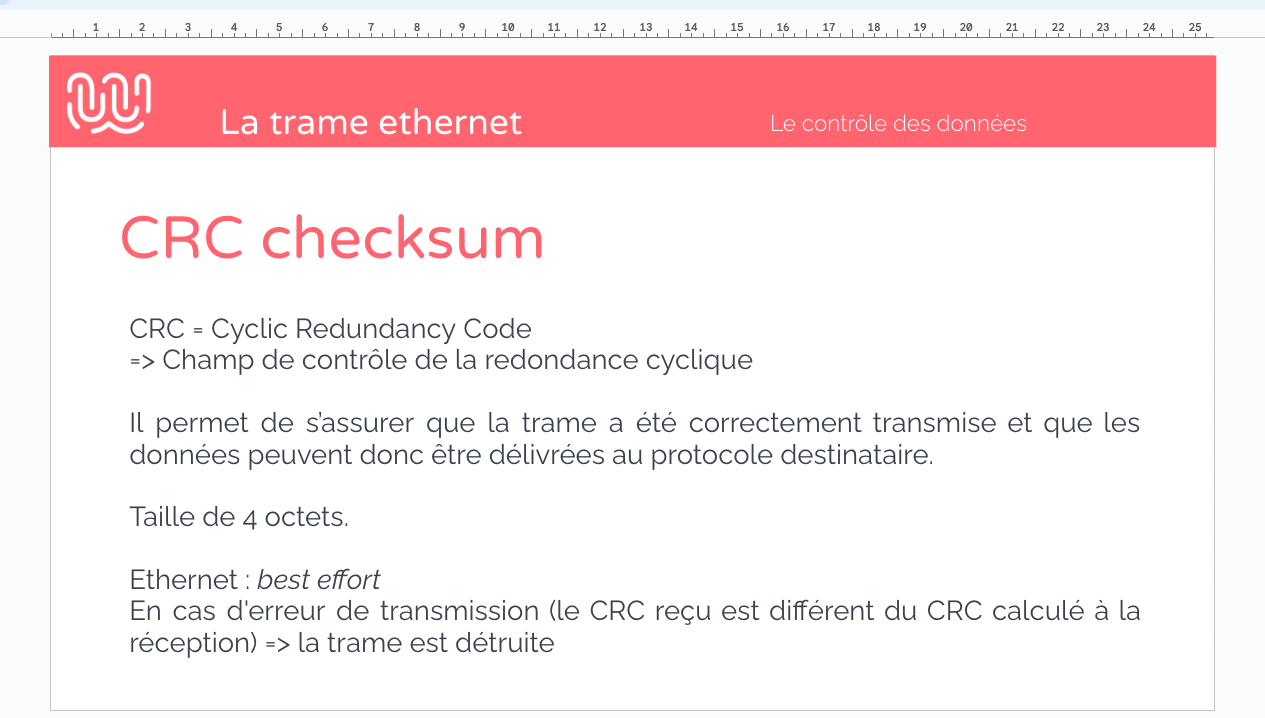 1 2 3 4 5 6 7 8 9 10 11 12 13 14 15 16 17 18 19 20 21 22 23 24 25
La trame ethernet
Le contrôle des données
CRC checksum
CRC = Cyclic Redundancy Code
=> Champ de contrôle de la redondance cyclique
Il permet de s'assurer que la trame a été correctement transmise et que les
données peuvent donc être délivrées au protocole destinataire.
Taille de 4 octets.
Ethernet : best effort
En cas d'erreur de transmission (le CRC reçu est différent du CRC calculé à la
réception) => la trame est détruite